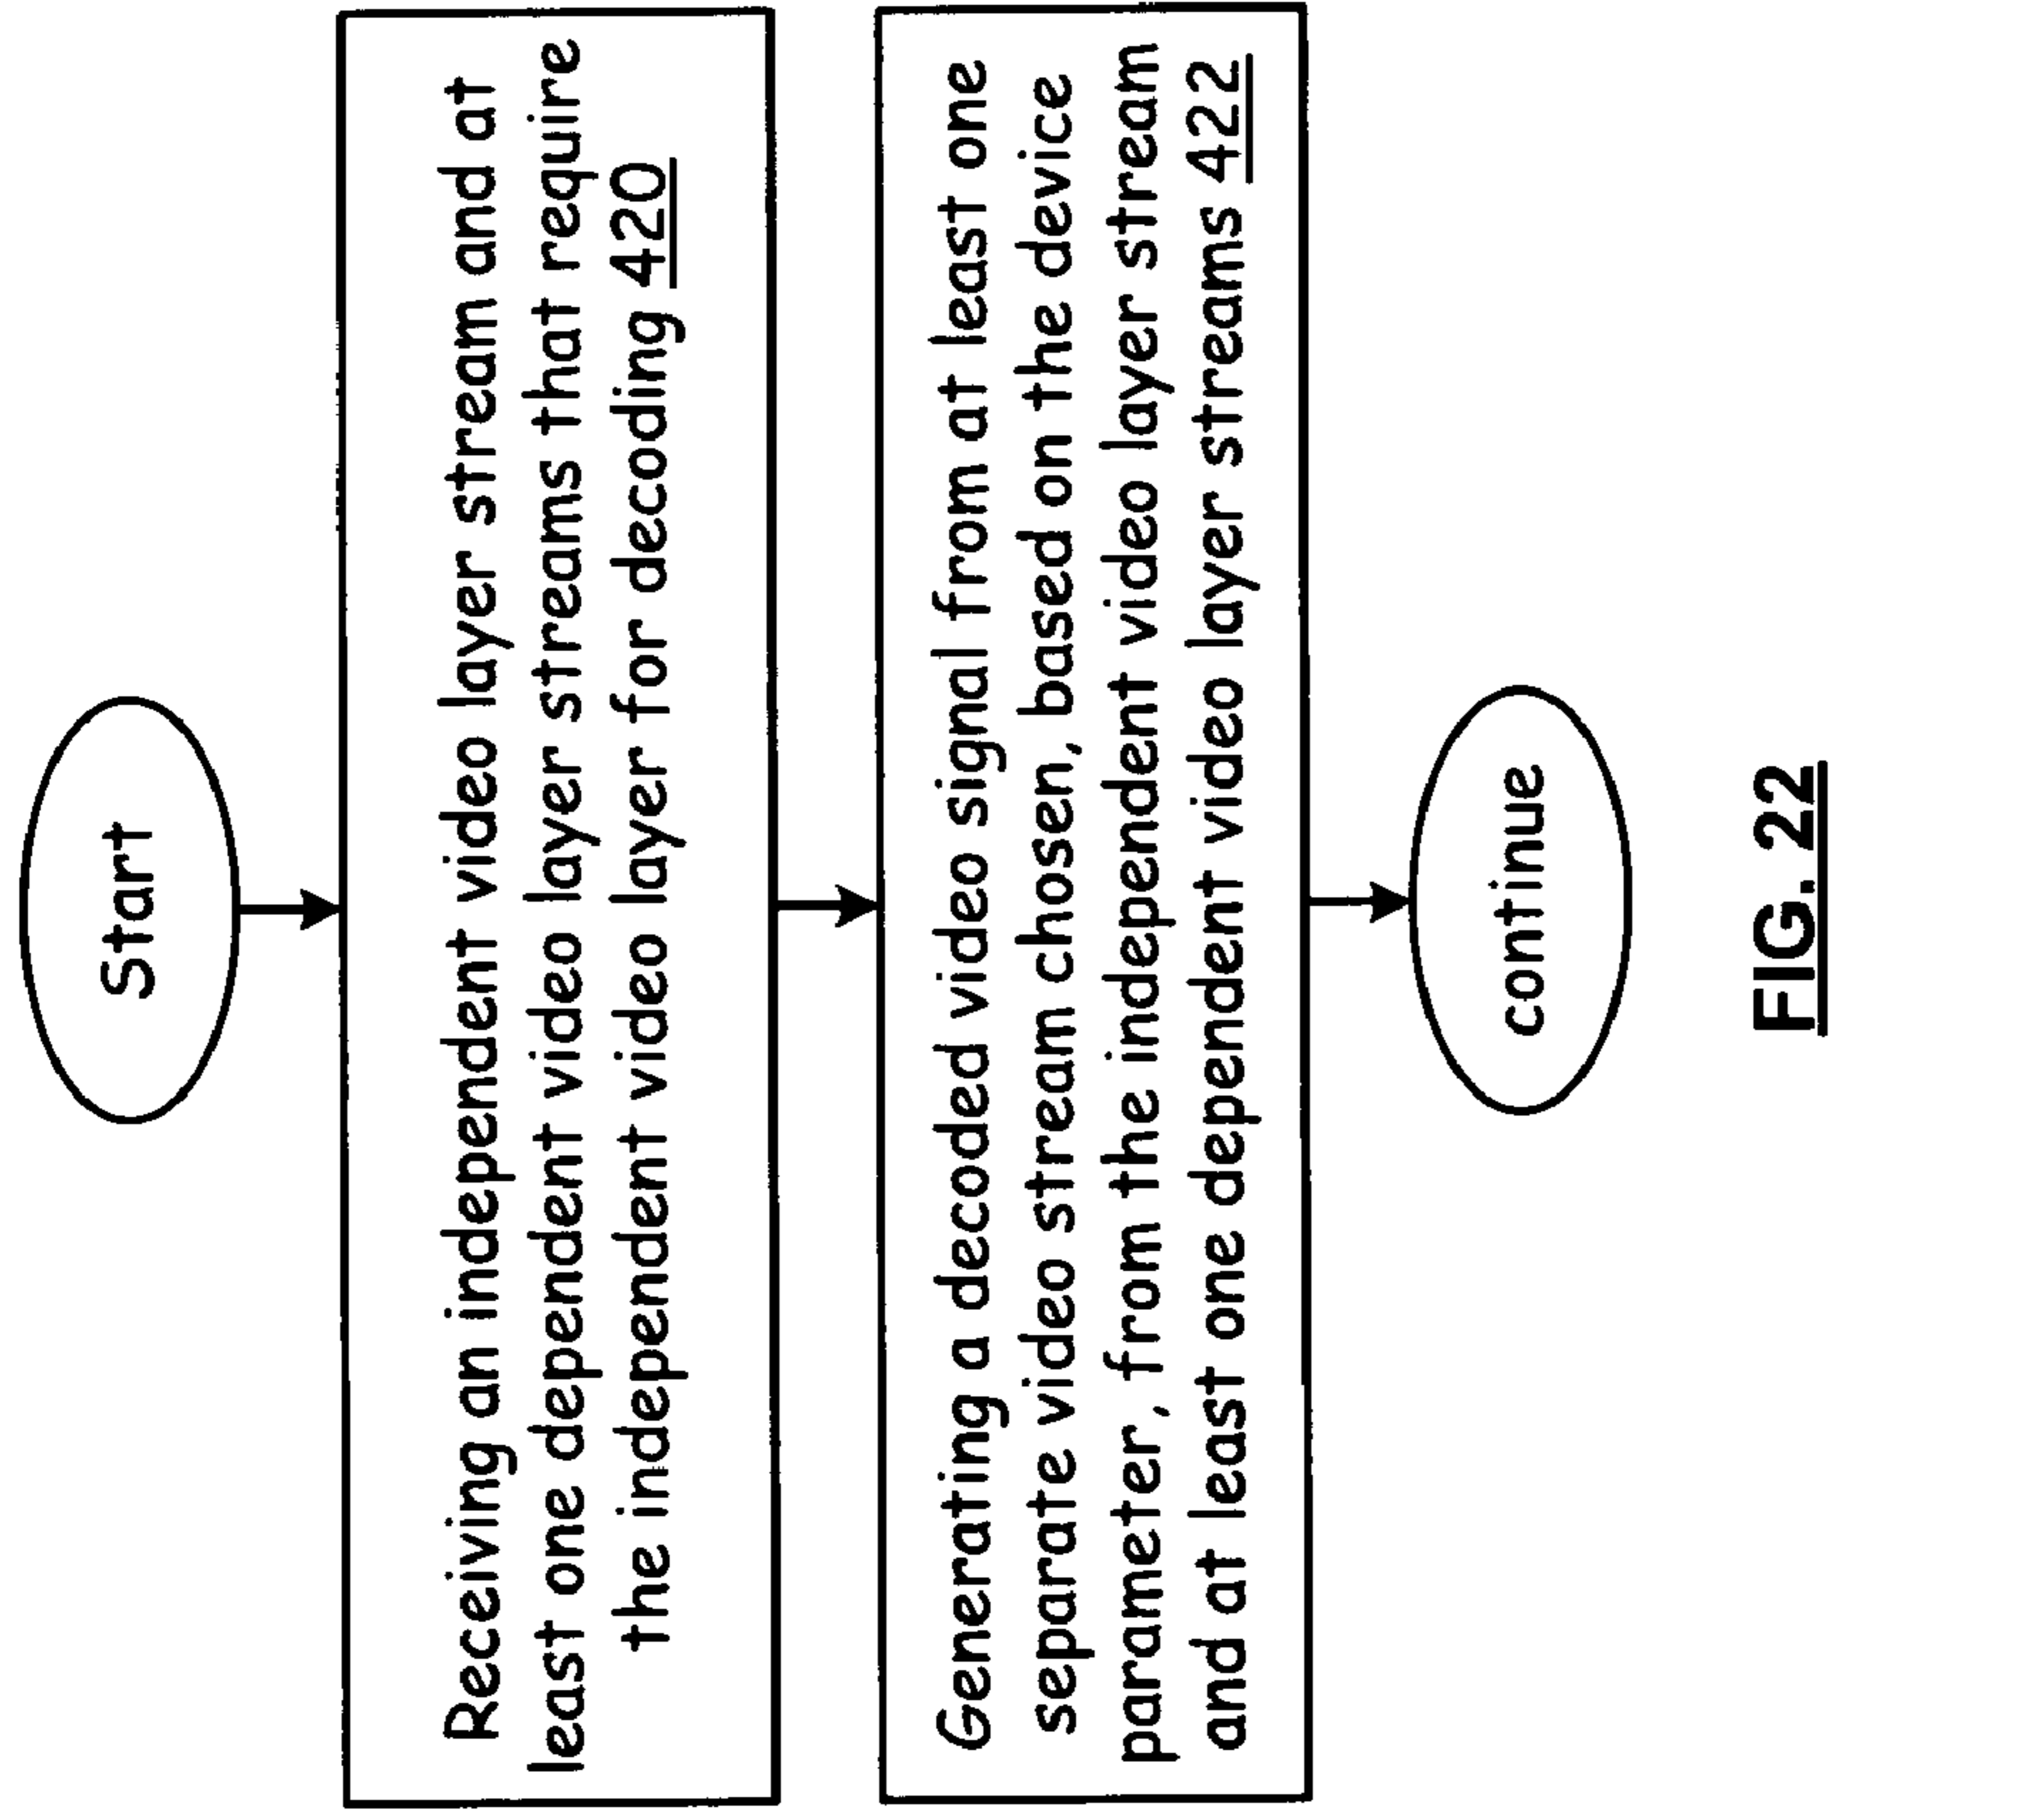 Start
Receiving an independent video layer stream and at
least one dependent video layer streams that require
the independent video layer for decoding 420
Generating a decoded video signal from at least one
separate video stream chosen, based on the device
parameter, from the independent video layer stream
and at least one dependent video layer streams 422
continue
FIG. 22